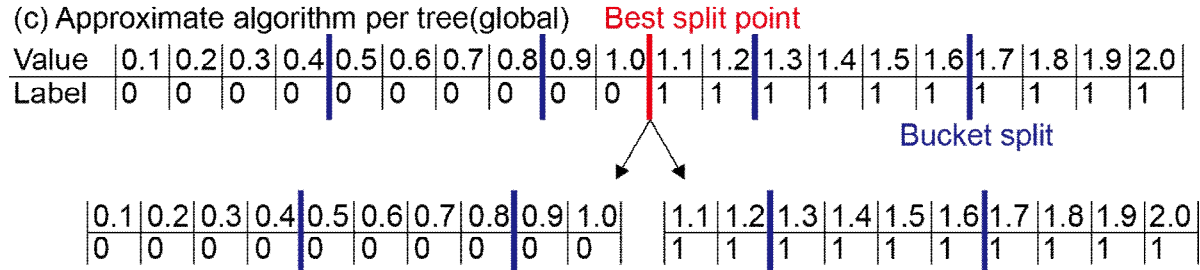 (c) Approximate algorithm per tree(global) Best split point
Value 0.1 0.2 0.3 0.4 0.5 0.6 0.7 0.8 0.9 1.0 1.1 1.2 1.3 1.4 1.5 1.6 1.7 1.8 1.9 2.0
Label 0 0 0 0 0 0 0 0 0 0 1 1 1 1 1 1 1 1 1 1
Bucket split
0.1 0.2 0.3 0.4 0.5 0.6 0.7 0.8 0.9 1.0 1.1 1.2 1.3 1.4 1.5 1.6 1.7 1.8 1.9 2.0
0 0 0 0 0 0 0 0 0 0 1 1 1 1 1 1 1 1 1 1